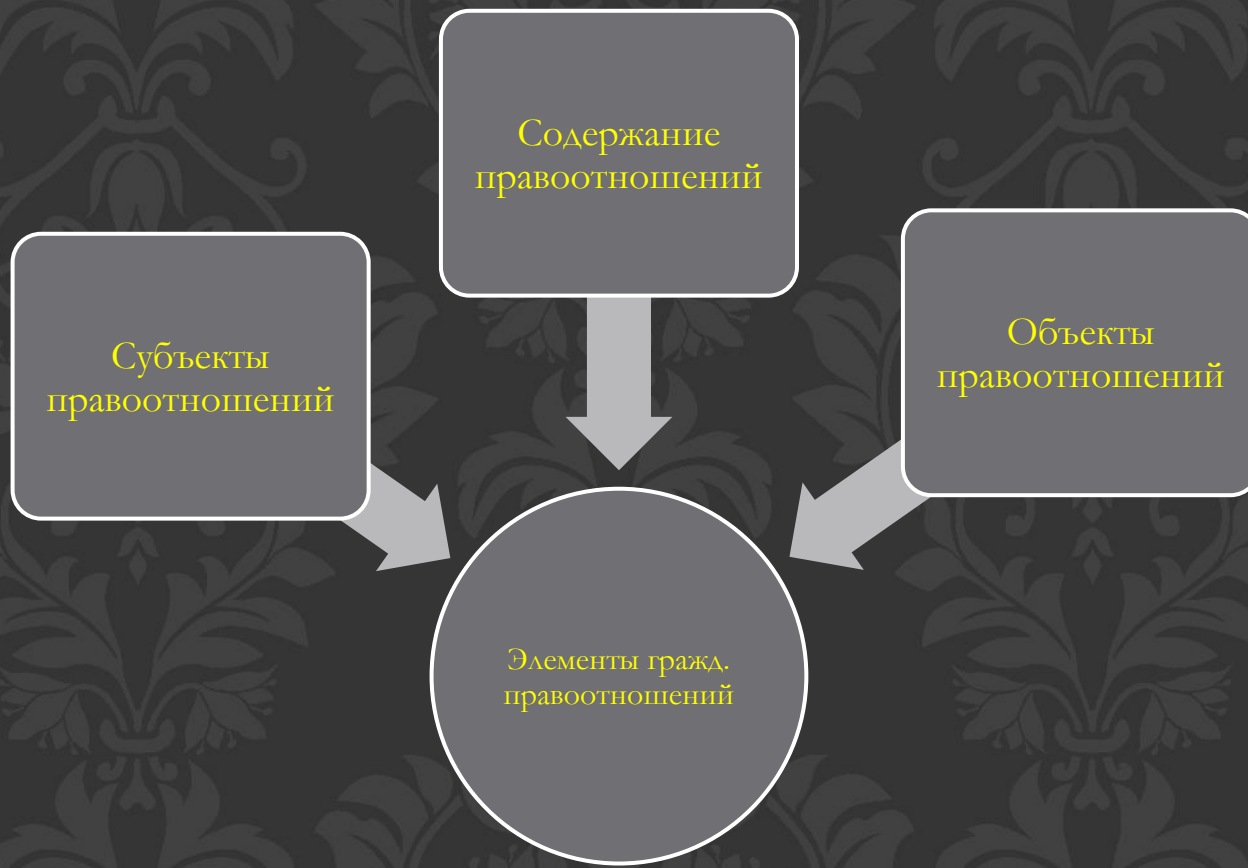 Содержание
правоотношений
Субъекты
правоотношений
Объекты
правоотношений
Элементы гражд.
правоотношений